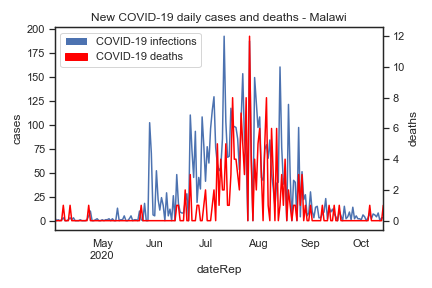 New COVID-19 daily cases and deaths - Malawi
COVID-19 infections
COVID-19 deaths
200
175
150
125
100
75
50
25
0
cases
12
10
8
6
4
2
0
deaths
May
2020
Jun
Jul
Aug
Sep
Oct
dateRep